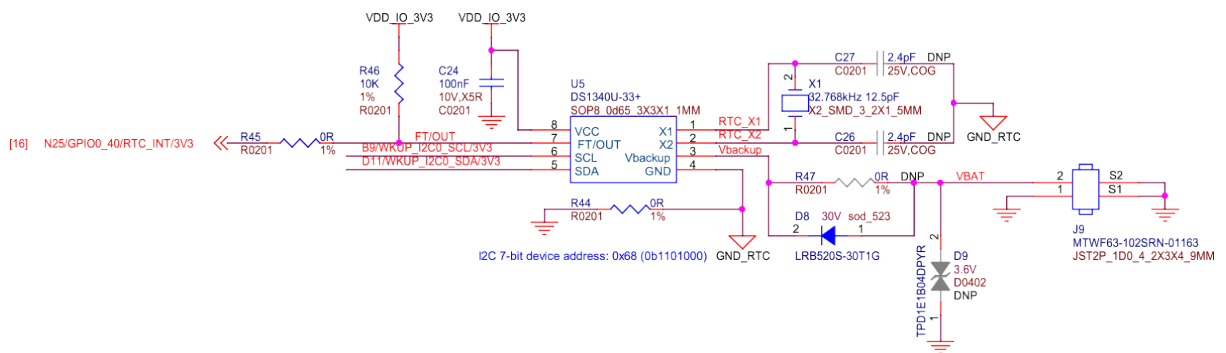 VDD_IO_3V3
VDD_IO_3V3
R46
10K
1%
R0201
C24
100nF
10V,X5R
C0201
U5
DS1340U-33+
SOP8_0d65_3X3X1_1MM
C27 2.4pF DNP
C0201 25V,COG
2
X1
32.768kHz 12.5pF
X2_SMD_3_2X1_5MM
1
C26 2.4pF DNP
C0201 25V,COG
GND_RTC
[16] N25/GPIO0_40/RTC_INT/3V3
R45 0R
R0201 1%
FT/OUT
B9/WKUP_I2C0_SCL/3V3
D11/WKUP_I2C0_SDA/3V3
8 VCC X1 1 RTC_X1
7 FT/OUT X2 2 RTC_X2
6 SCL Vbackup 3 Vbackup
5 SDA GND 4
R47 0R DNP
R0201 1%
VBAT
2 S2
1 S1
J9
MTWF63-102SRN-01163
JST2P_1D0_4_2X3X4_9MM
R44 0R
R0201 1%
D8 30V sod_523
2 1
LRB520S-30T1G
I2C 7-bit device address: 0x68 (0b1101000)
GND_RTC
2
D9
3.6V
D0402
DNP
TPD1E1B04DPYR
1